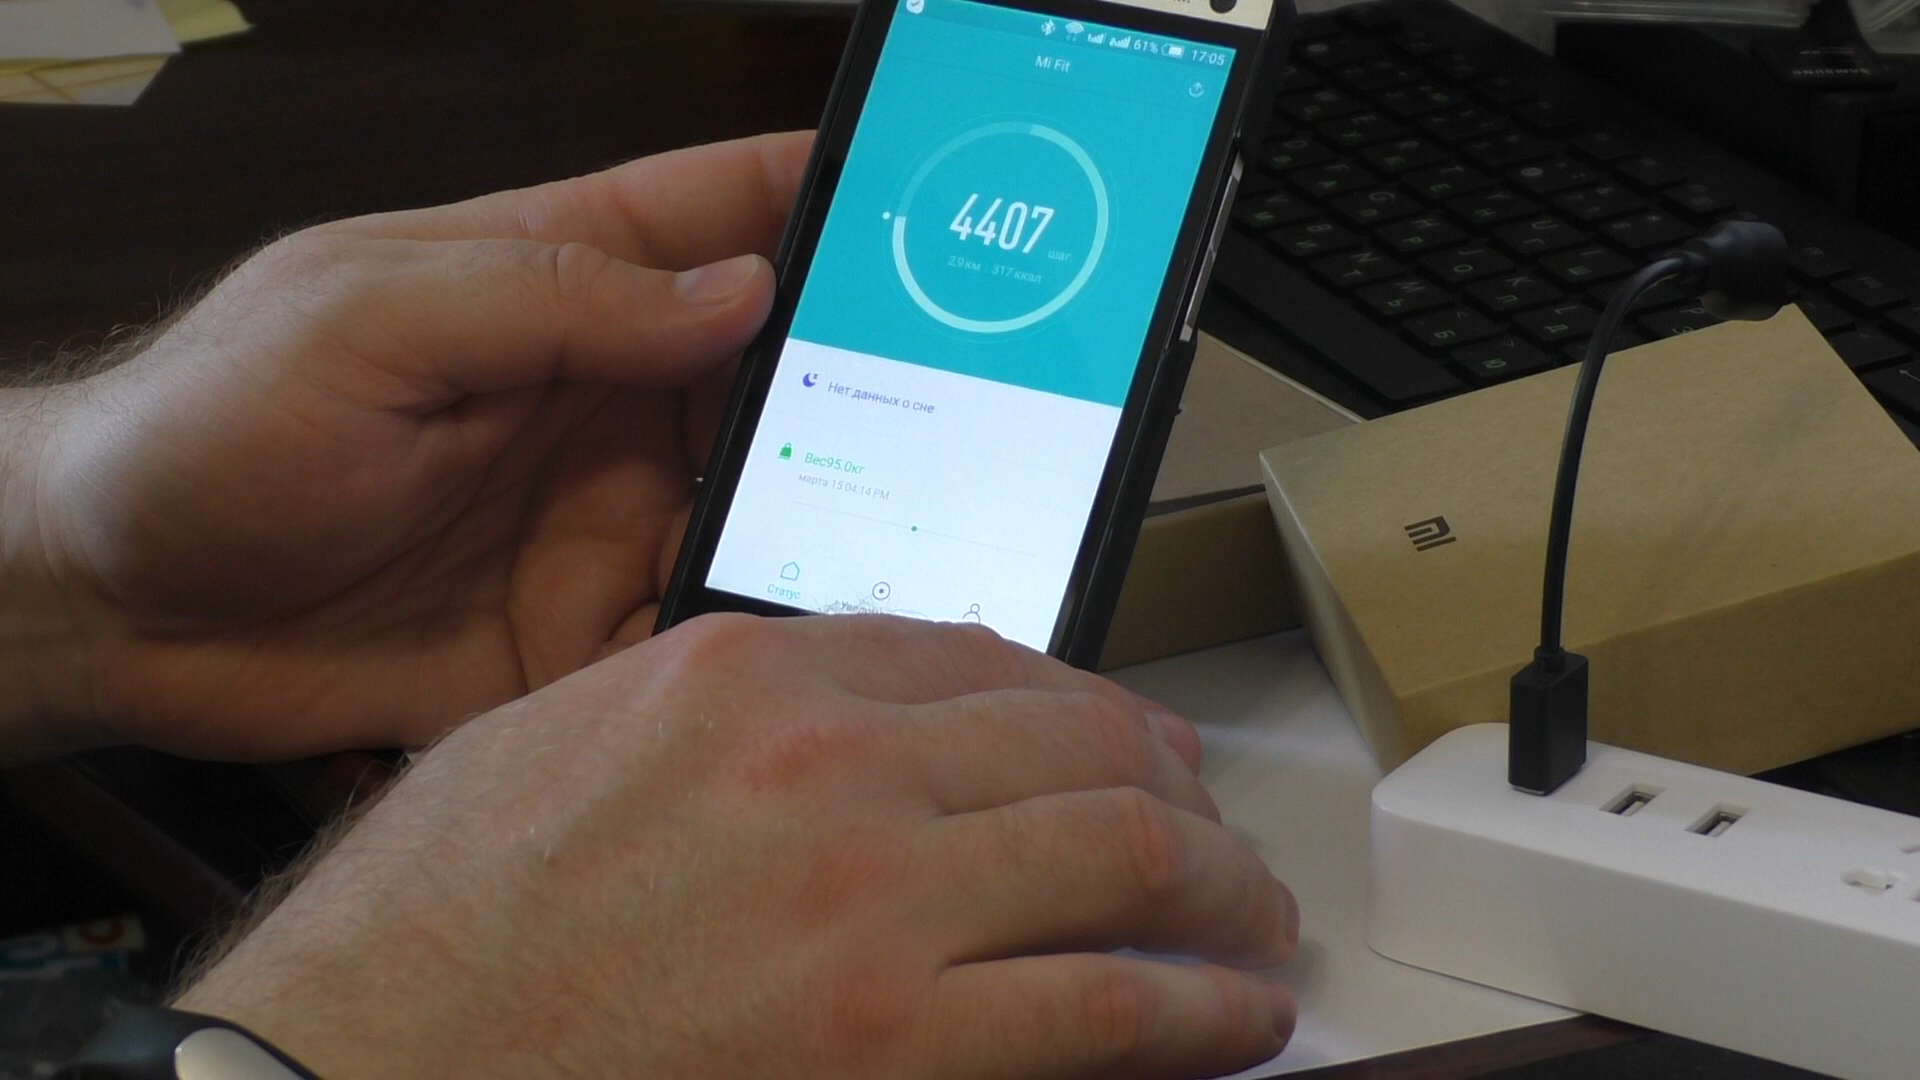 61% 17:05
Mi Fit
4407
шаг.
2,9 км 317 ккал
Нет данных о сне
Вес95.0кг
марта 15 04:14 PM
Статус
MI
SAMSUNG